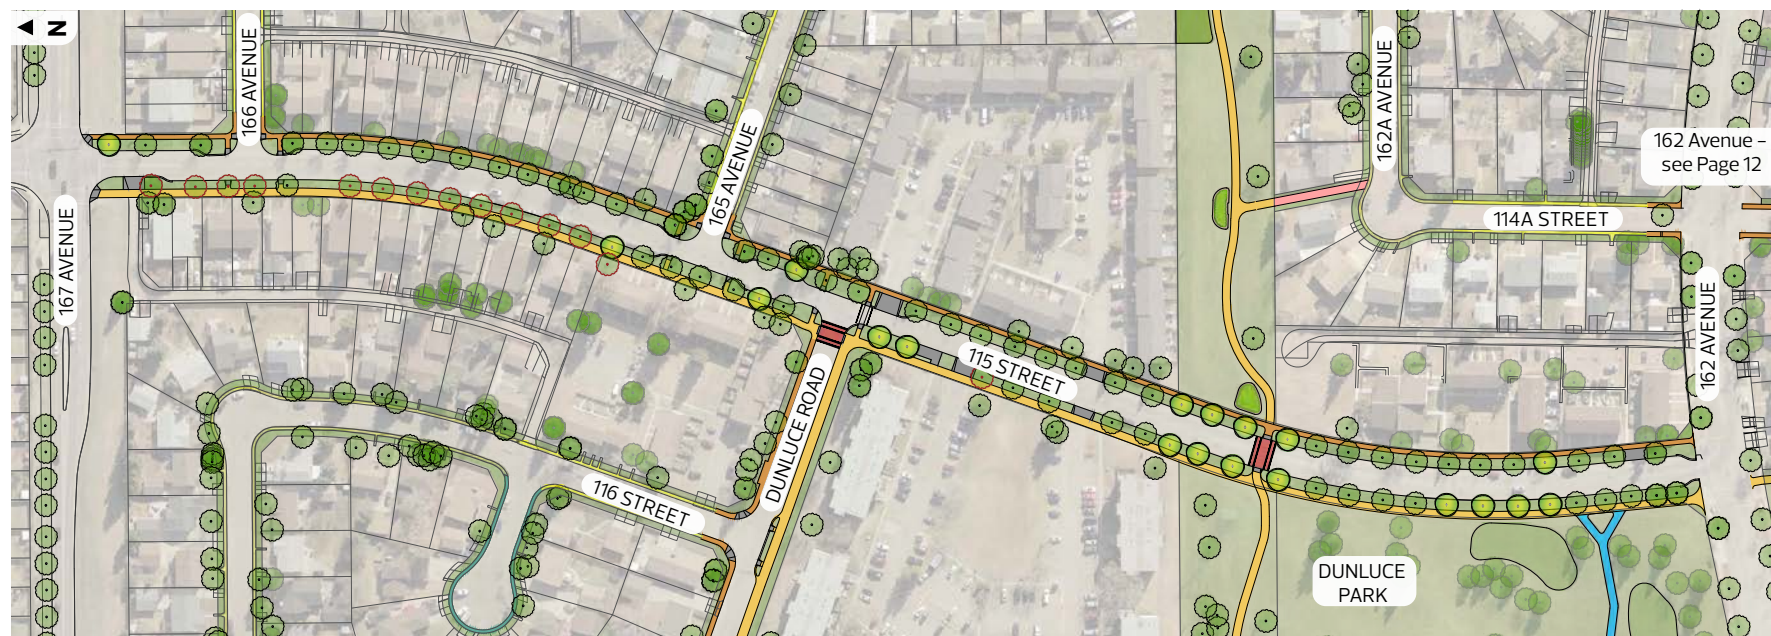 N
166 AVENUE
167 AVENUE
165 AVENUE
115 STREET
DUNLUCE ROAD
116 STREET
162A AVENUE
162 Avenue –
see Page 12
114A STREET
162 AVENUE
DUNLUCE
PARK